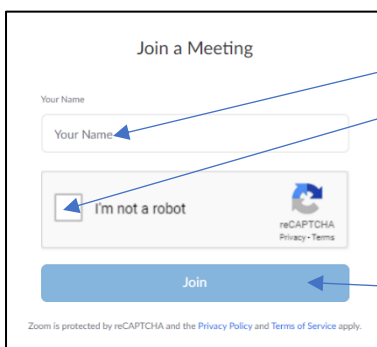 Join a Meeting
Your Name
Your Name
I'm not a robot
reCAPTCHA
Privacy - Terms
Join
Zoom is protected by reCAPTCHA and the Privacy Policy and Terms of Service apply.